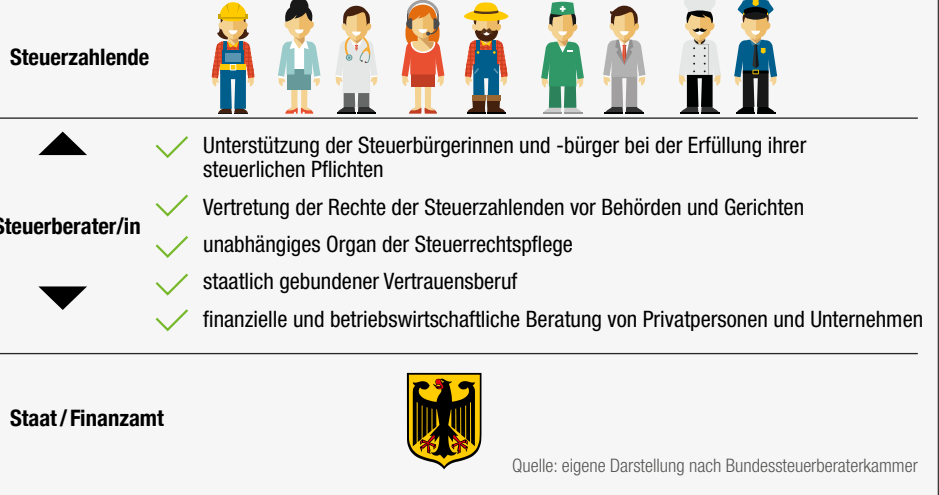 Steuerzahlende
Unterstützung der Steuerbürgerinnen und -bürger bei der Erfüllung ihrer
steuerlichen Pflichten
Vertretung der Rechte der Steuerzahlenden vor Behörden und Gerichten
Steuerberater/in
unabhängiges Organ der Steuerrechtspflege
staatlich gebundener Vertrauensberuf
finanzielle und betriebswirtschaftliche Beratung von Privatpersonen und Unternehmen
Staat / Finanzamt
Quelle: eigene Darstellung nach Bundessteuerberaterkammer